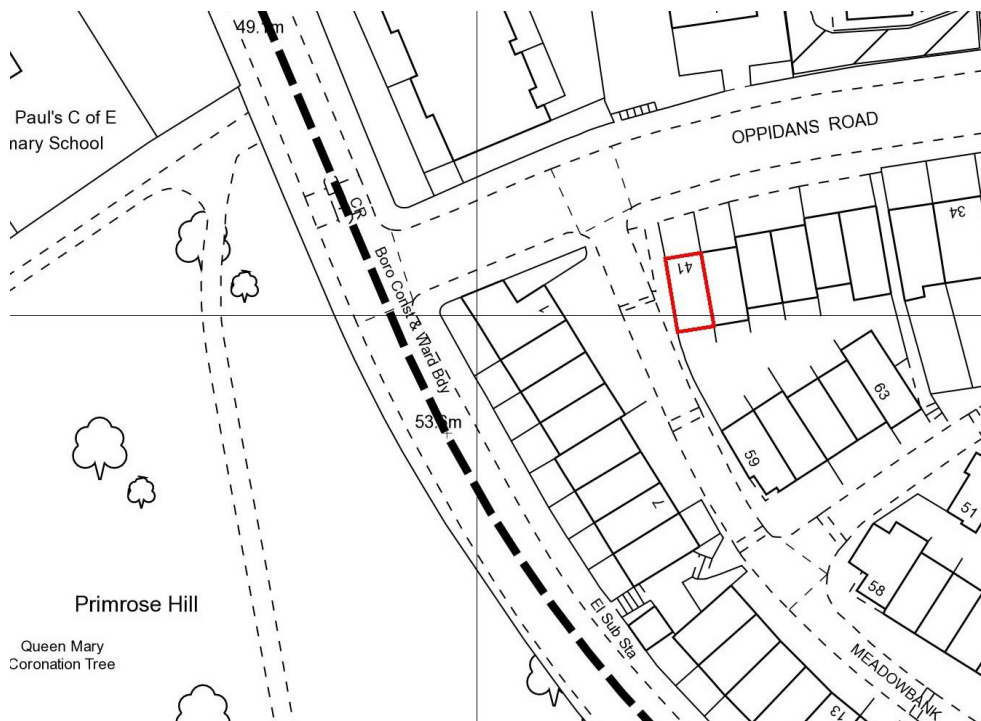 49.1m
Paul's C of E
mary School
OPPIDANS ROAD
CR
Boro Const & Ward Bdy
41
34
1
53.6m
63
59
7
51
58
Primrose Hill
Queen Mary
Coronation Tree
El Sub Sta
MEADOWBANK
13